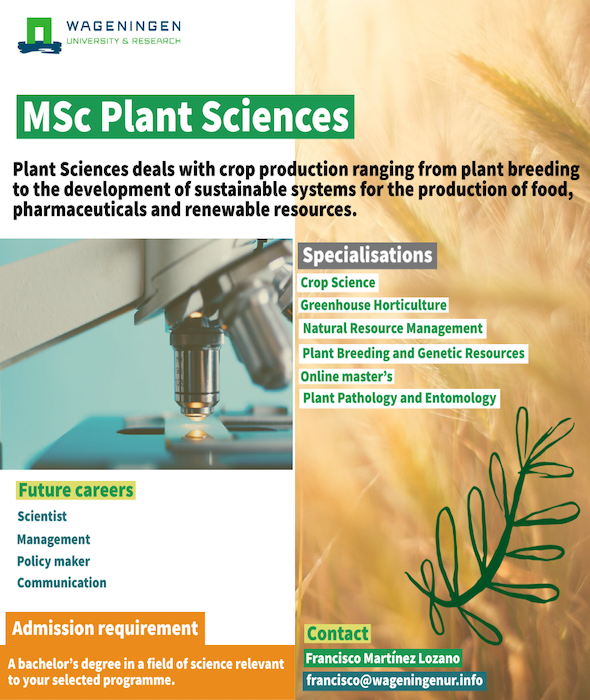 WAGENINGEN
UNIVERSITY & RESEARCH
MSc Plant Sciences
Plant Sciences deals with crop production ranging from plant breeding
to the development of sustainable systems for the production of food,
pharmaceuticals and renewable resources.
Specialisations
Crop Science
Greenhouse Horticulture
Natural Resource Management
Plant Breeding and Genetic Resources
Online master's
Plant Pathology and Entomology
Future careers
Scientist
Management
Policy maker
Communication
Admission requirement
A bachelor's degree in a field of science relevant
to your selected programme.
Contact
Francisco Martínez Lozano
francisco@wageningenur.info